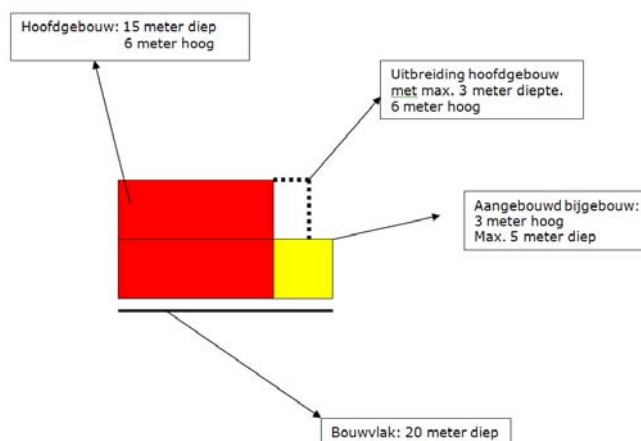 Hoofdgebouw: 15 meter diep
6 meter hoog
Uitbreiding hoofdgebouw
met max. 3 meter diepte.
6 meter hoog
Aangebouwd bijgebouw:
3 meter hoog
Max. 5 meter diep
Bouwvlak: 20 meter diep